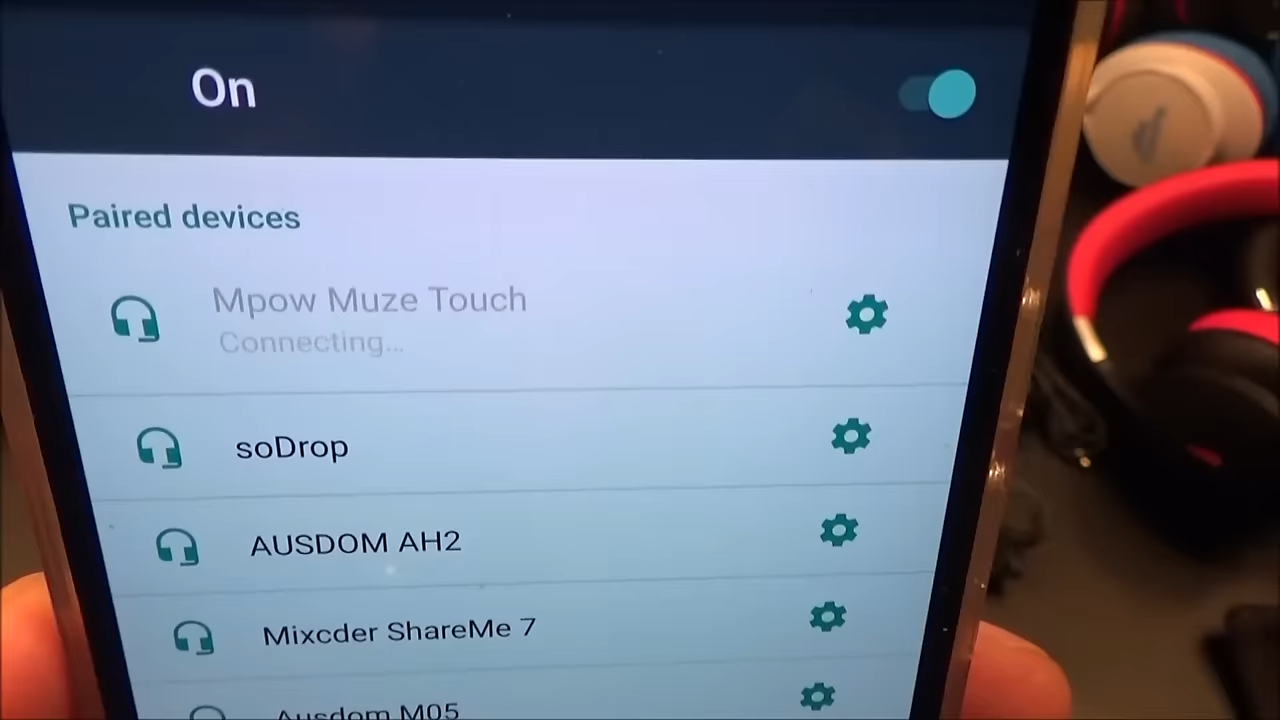 On
Paired devices
Mpow Muze Touch
Connecting...
soDrop
AUSDOM AH2
Mixcder ShareMe 7
Ausdom M05